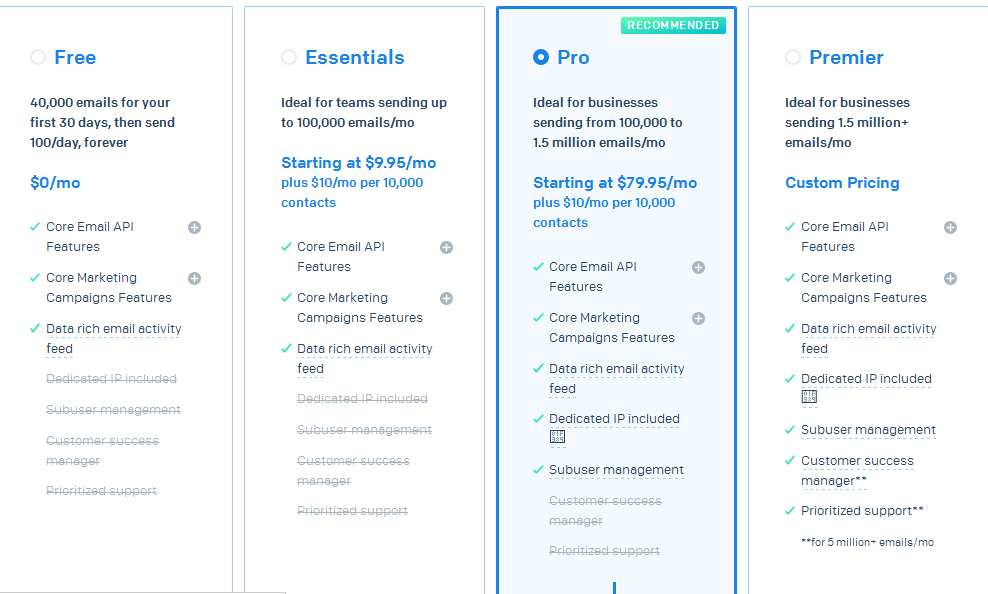 RECOMMENDED
Free
40,000 emails for your
first 30 days, then send
100/day, forever
$0/mo
Core Email API
Features
Core Marketing
Campaigns Features
Data rich email activity
feed
Dedicated IP included
Subuser management
Customer success
manager
Prioritized support
Essentials
Ideal for teams sending up
to 100,000 emails/mo
Starting at $9.95/mo
plus $10/mo per 10,000
contacts
Core Email API
Features
Core Marketing
Campaigns Features
Data rich email activity
feed
Dedicated IP included
Subuser management
Customer success
manager
Prioritized support
Pro
Ideal for businesses
sending from 100,000 to
1.5 million emails/mo
Starting at $79.95/mo
plus $10/mo per 10,000
contacts
Core Email API
Features
Core Marketing
Campaigns Features
Data rich email activity
feed
Dedicated IP included
Subuser management
Customer success
manager
Prioritized support
Premier
Ideal for businesses
sending 1.5 million+
emails/mo
Custom Pricing
Core Email API
Features
Core Marketing
Campaigns Features
Data rich email activity
feed
Dedicated IP included
Subuser management
Customer success
manager**
Prioritized support**
**for 5 million+ emails/mo